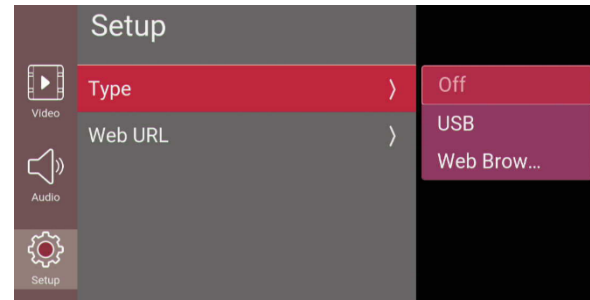 Setup
Video
Audio
Setup
Type
Web URL
Off
USB
Web Brow...